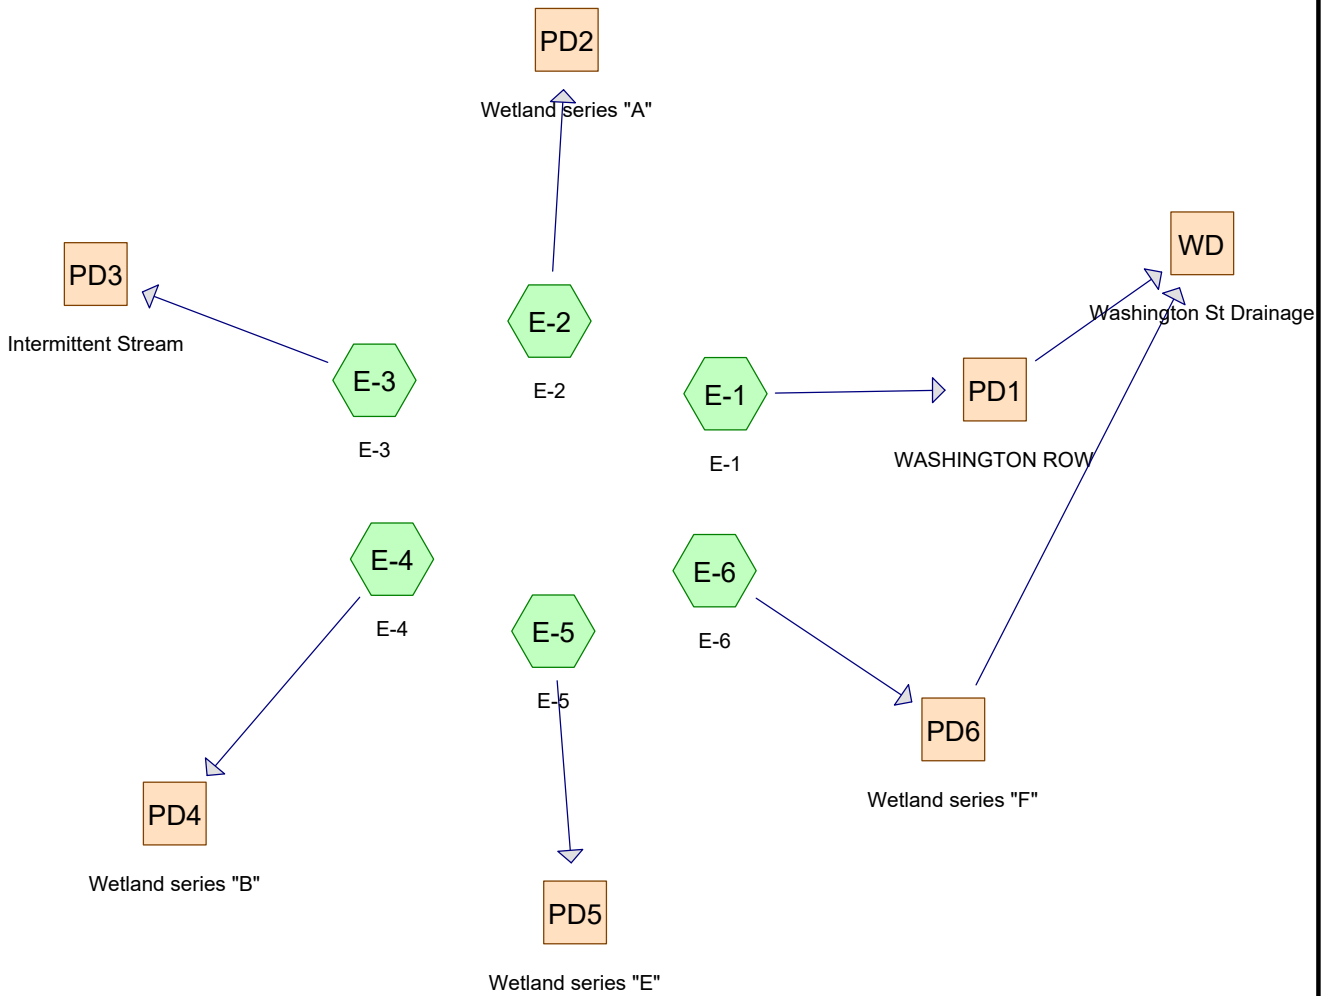 PD2
Wetland series "A"
WD
Washington St Drainage
PD3
Intermittent Stream
E-2
E-2
E-3
E-3
E-1
E-1
PD1
WASHINGTON ROW
E-4
E-4
E-5
E-5
E-6
E-6
PD6
Wetland series "F"
PD4
Wetland series "B"
PD5
Wetland series "E"